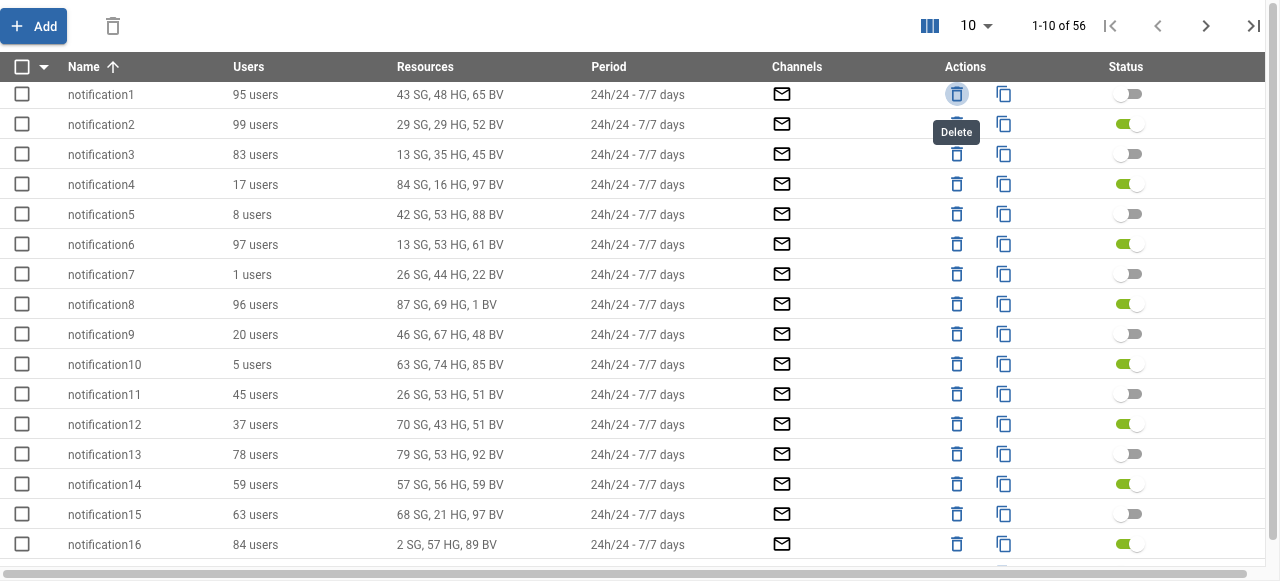 Add 10 1-10 of 56
Name Users Resources Period Channels Actions Status
notification1 95 users 43 SG, 48 HG, 65 BV 24h/24 - 7/7 days
notification2 99 users 29 SG, 29 HG, 52 BV 24h/24 - 7/7 days
Delete
notification3 83 users 13 SG, 35 HG, 45 BV 24h/24 - 7/7 days
notification4 17 users 84 SG, 16 HG, 97 BV 24h/24 - 7/7 days
notification5 8 users 42 SG, 53 HG, 88 BV 24h/24 - 7/7 days
notification6 97 users 13 SG, 53 HG, 61 BV 24h/24 - 7/7 days
notification7 1 users 26 SG, 44 HG, 22 BV 24h/24 - 7/7 days
notification8 96 users 87 SG, 69 HG, 1 BV 24h/24 - 7/7 days
notification9 20 users 46 SG, 67 HG, 48 BV 24h/24 - 7/7 days
notification10 5 users 63 SG, 74 HG, 85 BV 24h/24 - 7/7 days
notification11 45 users 26 SG, 53 HG, 51 BV 24h/24 - 7/7 days
notification12 37 users 70 SG, 43 HG, 51 BV 24h/24 - 7/7 days
notification13 78 users 79 SG, 53 HG, 92 BV 24h/24 - 7/7 days
notification14 59 users 57 SG, 56 HG, 59 BV 24h/24 - 7/7 days
notification15 63 users 68 SG, 21 HG, 97 BV 24h/24 - 7/7 days
notification16 84 users 2 SG, 57 HG, 89 BV 24h/24 - 7/7 days